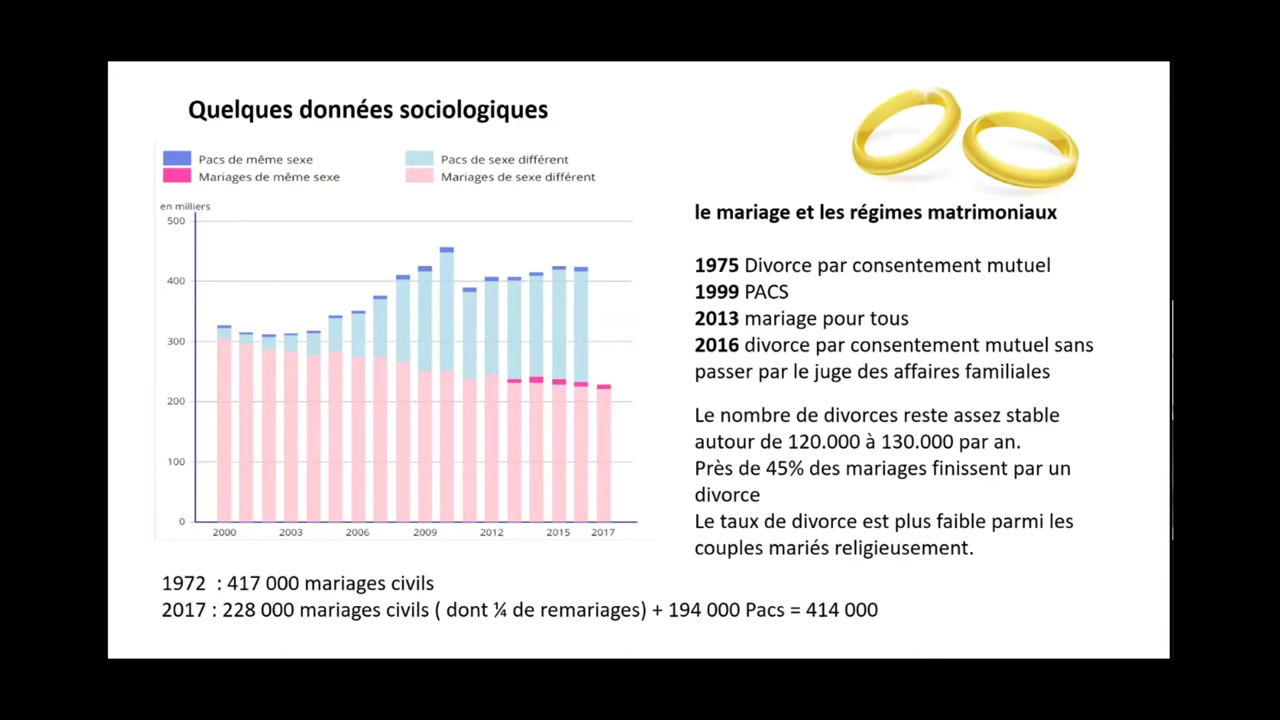 Quelques données sociologiques
Pacs de même sexe
Pacs de sexe différent
Mariages de même sexe
Mariages de sexe différent
en milliers
500
400
300
200
100
0
2000
2003
2006
2009
2012
2015
2017
le mariage et les régimes matrimoniaux
1975 Divorce par consentement mutuel
1999 PACS
2013 mariage pour tous
2016 divorce par consentement mutuel sans
passer par le juge des affaires familiales
Le nombre de divorces reste assez stable
autour de 120.000 à 130.000 par an.
Près de 45% des mariages finissent par un
divorce
Le taux de divorce est plus faible parmi les
couples mariés religieusement.
1972 : 417 000 mariages civils
2017 : 228 000 mariages civils ( dont ¼ de remariages) + 194 000 Pacs = 414 000